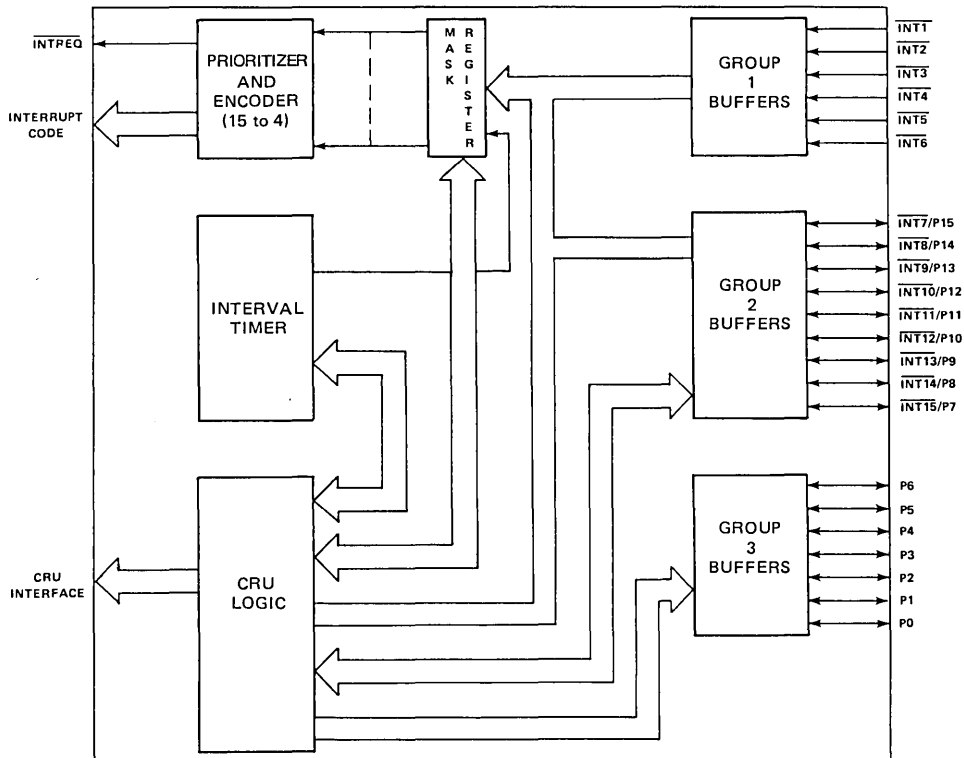 INTREQ
INTERRUPT
CODE
PRIORITIZER
AND
ENCODER
(15 to 4)
MASK
REGISTER
GROUP
1
BUFFERS
INT1
INT2
INT3
INT4
INT5
INT6
INTERVAL
TIMER
GROUP
2
BUFFERS
INT7/P15
INT8/P14
INT9/P13
INT10/P12
INT11/P11
INT12/P10
INT13/P9
INT14/P8
INT15/P7
CRU
INTERFACE
CRU
LOGIC
GROUP
3
BUFFERS
P6
P5
P4
P3
P2
P1
P0